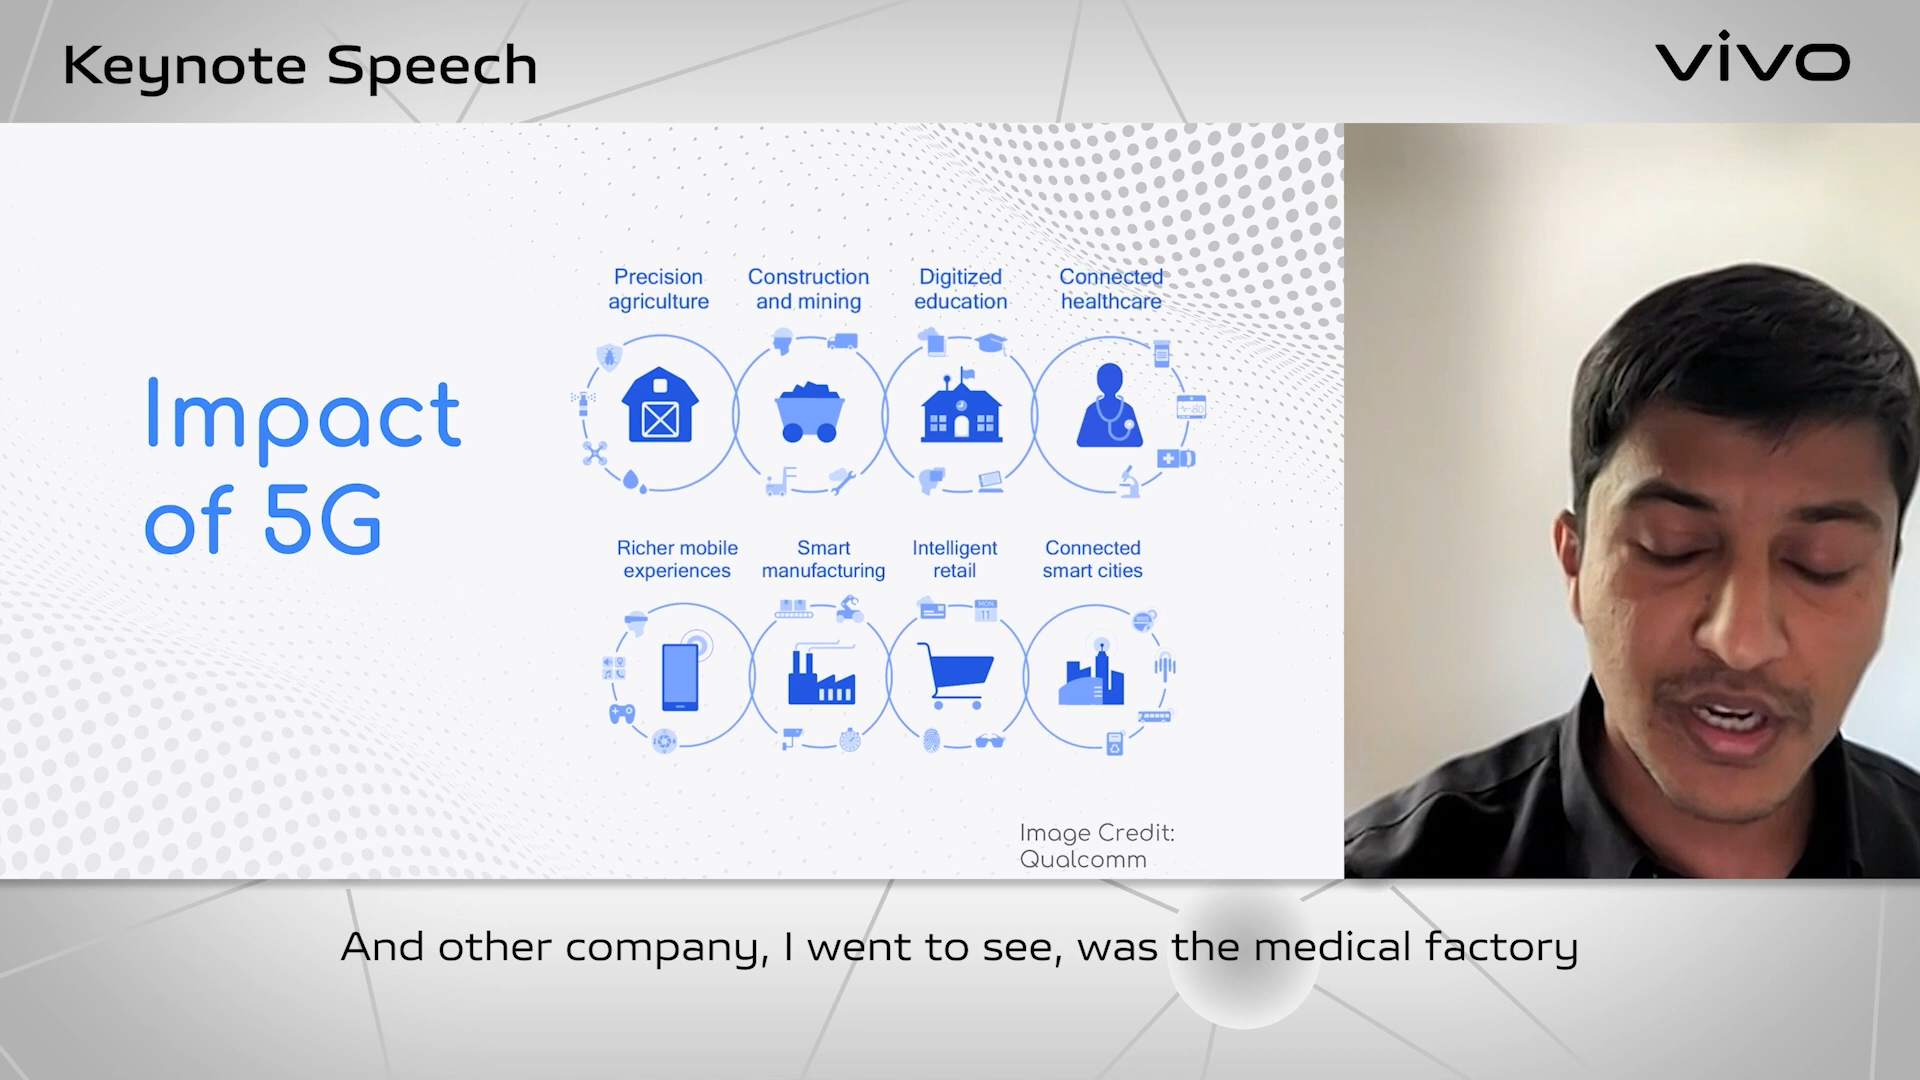 Keynote Speech
vivo
Impact
of 5G
Precision
agriculture
Construction
and mining
Digitized
education
Connected
healthcare
Richer mobile
experiences
Smart
manufacturing
Intelligent
retail
Connected
smart cities
MON
11
Image Credit:
Qualcomm
And other company, I went to see, was the medical factory